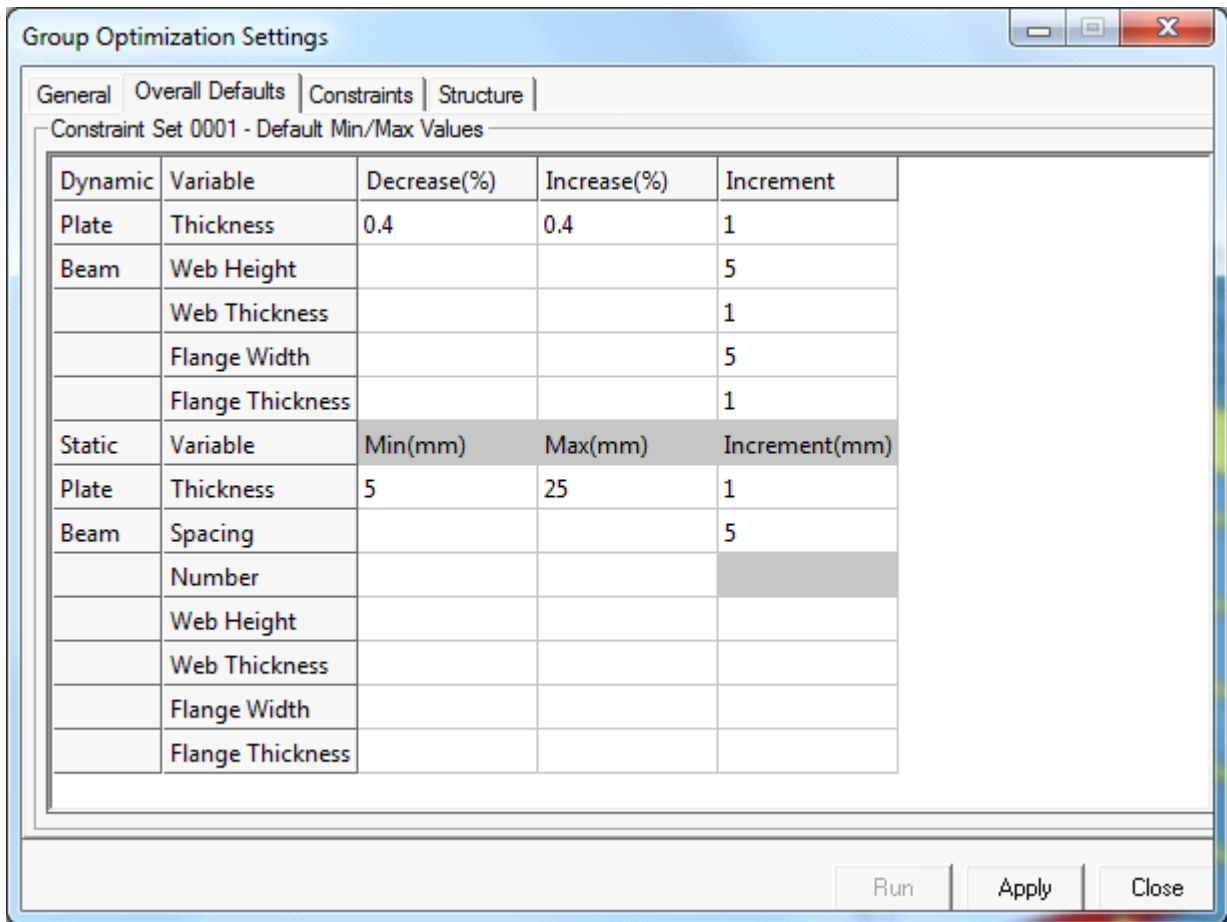 Group Optimization Settings
General Overall Defaults Constraints Structure
Constraint Set 0001 - Default Min/Max Values
Dynamic Variable Decrease(%) Increase(%) Increment
Plate Thickness 0.4 0.4 1
Beam Web Height 5
Web Thickness 1
Flange Width 5
Flange Thickness 1
Static Variable Min(mm) Max(mm) Increment(mm)
Plate Thickness 5 25 1
Beam Spacing 5
Number
Web Height
Web Thickness
Flange Width
Flange Thickness
Run Apply Close